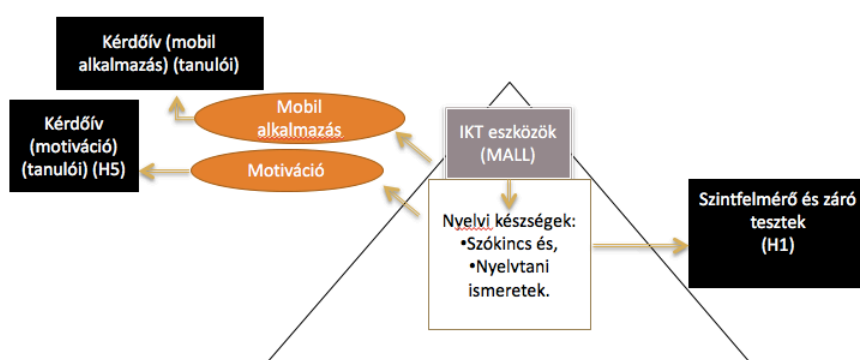 Kérdőív (mobil
alkalmazás) (tanulói)
Kérdőív
(motiváció)
(tanulói) (H5)
Mobil
alkalmazás
Motiváció
IKT eszközök
(MALL)
Nyelvi készségek:
•Szókincs és,
•Nyelvtani
ismeretek.
Szintfelmérő és záró
tesztek
(H1)